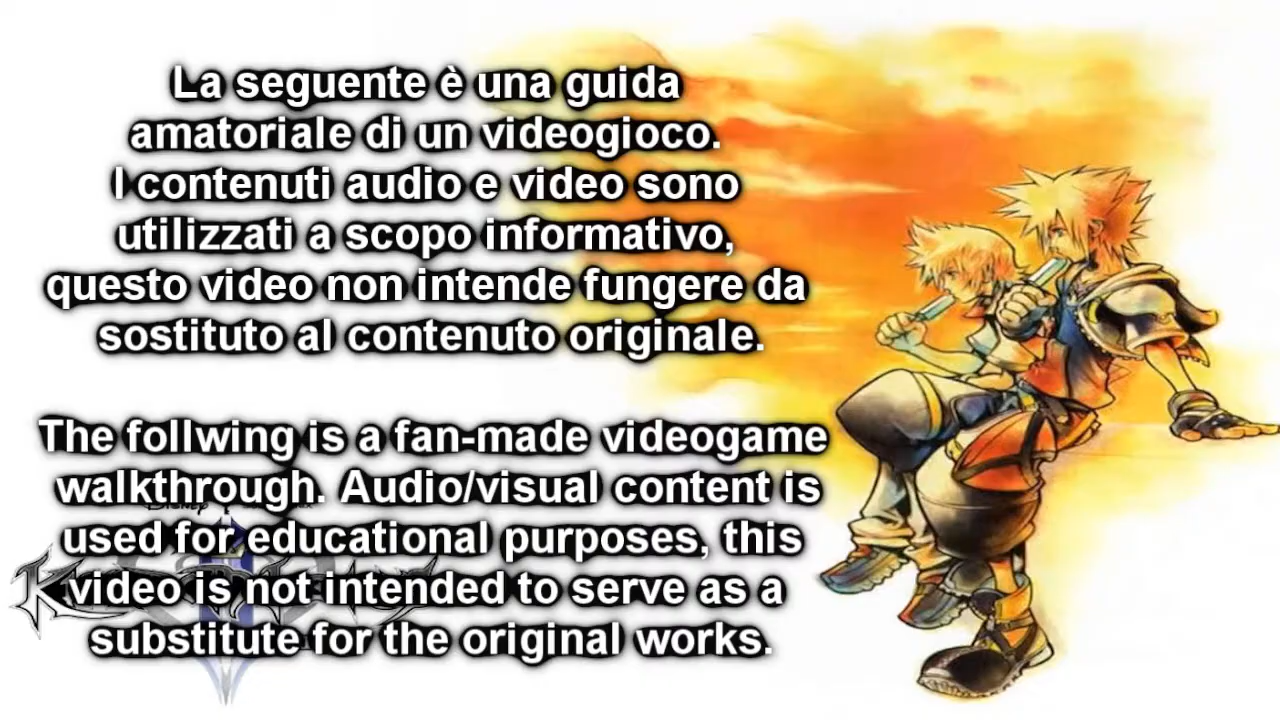 La seguente è una guida
amatoriale di un videogioco.
I contenuti audio e video sono
utilizzati a scopo informativo,
questo video non intende fungere da
sostituto al contenuto originale.
The follwing is a fan-made videogame
walkthrough. Audio/visual content is
used for educational purposes, this
video is not intended to serve as a
substitute for the original works.